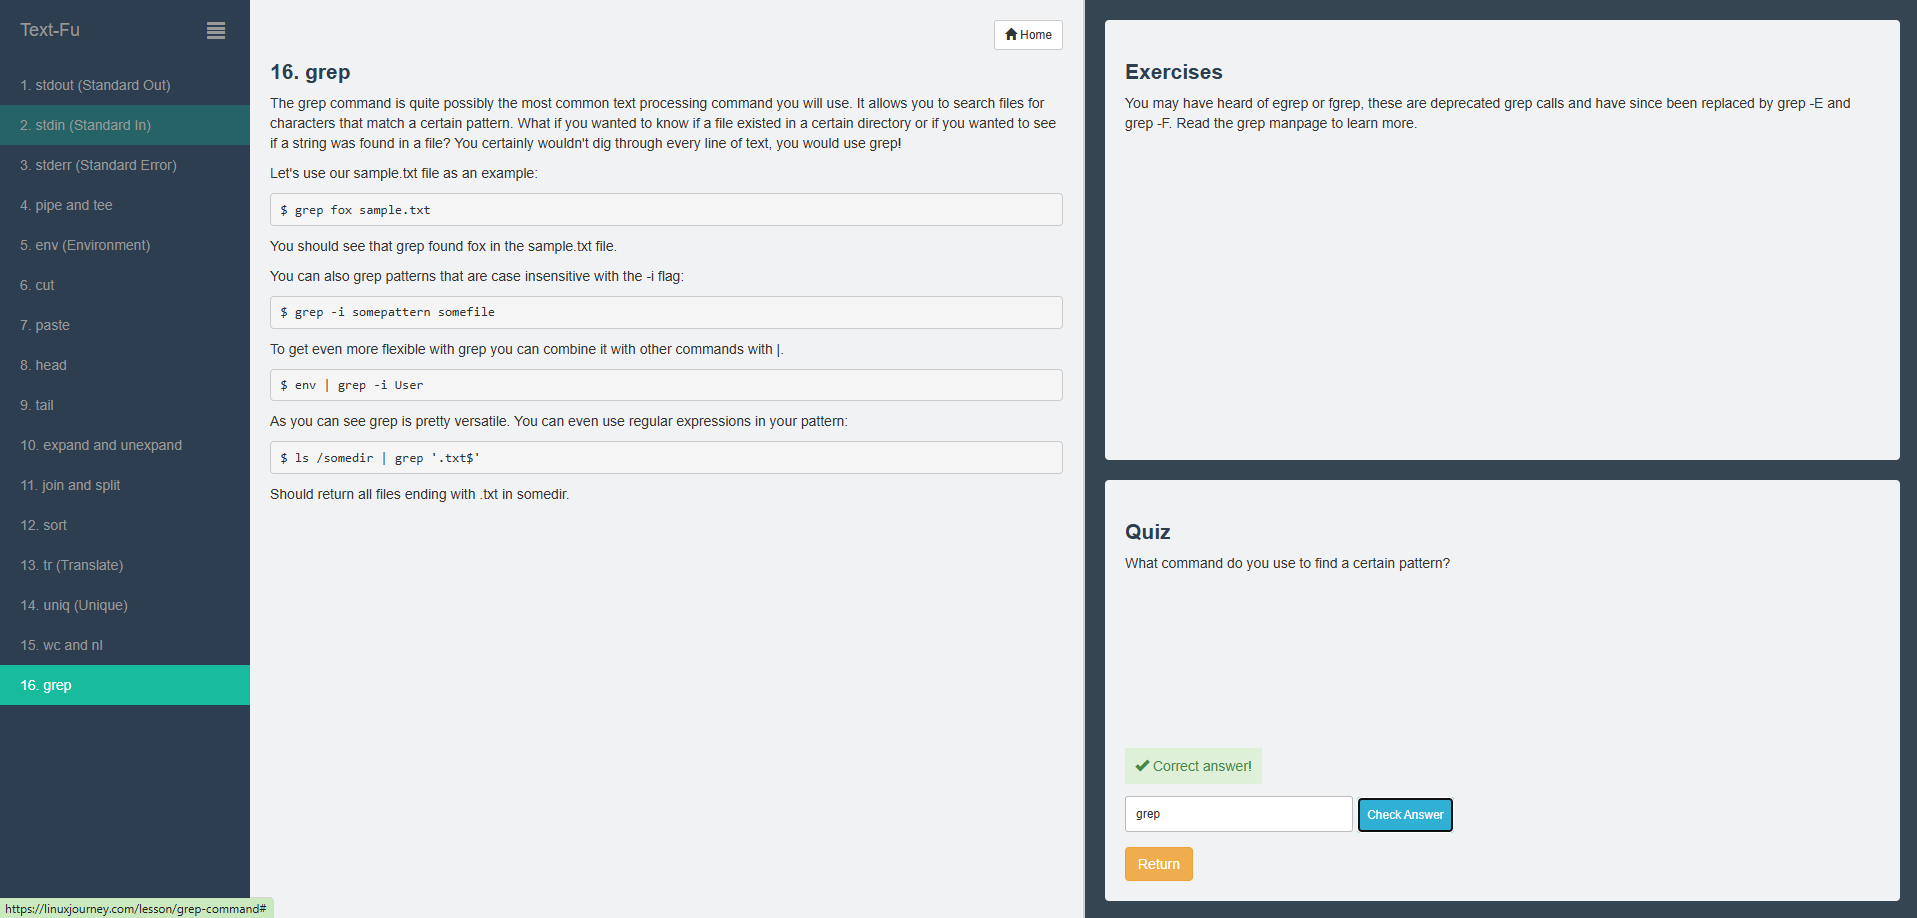 Text-Fu
1. stdout (Standard Out)
2. stdin (Standard In)
3. stderr (Standard Error)
4. pipe and tee
5. env (Environment)
6. cut
7. paste
8. head
9. tail
10. expand and unexpand
11. join and split
12. sort
13. tr (Translate)
14. uniq (Unique)
15. wc and nl
16. grep
https://linuxjourney.com/lesson/grep-command#
Home
16. grep
The grep command is quite possibly the most common text processing command you will use. It allows you to search files for
characters that match a certain pattern. What if you wanted to know if a file existed in a certain directory or if you wanted to see
if a string was found in a file? You certainly wouldn't dig through every line of text, you would use grep!
Let's use our sample.txt file as an example:
$ grep fox sample.txt
You should see that grep found fox in the sample.txt file.
You can also grep patterns that are case insensitive with the -i flag:
$ grep -i somepattern somefile
To get even more flexible with grep you can combine it with other commands with |.
$ env | grep -i User
As you can see grep is pretty versatile. You can even use regular expressions in your pattern:
$ ls /somedir | grep '.txt$'
Should return all files ending with .txt in somedir.
Exercises
You may have heard of egrep or fgrep, these are deprecated grep calls and have since been replaced by grep -E and
grep -F. Read the grep manpage to learn more.
Quiz
What command do you use to find a certain pattern?
Correct answer!
grep
Check Answer
Return